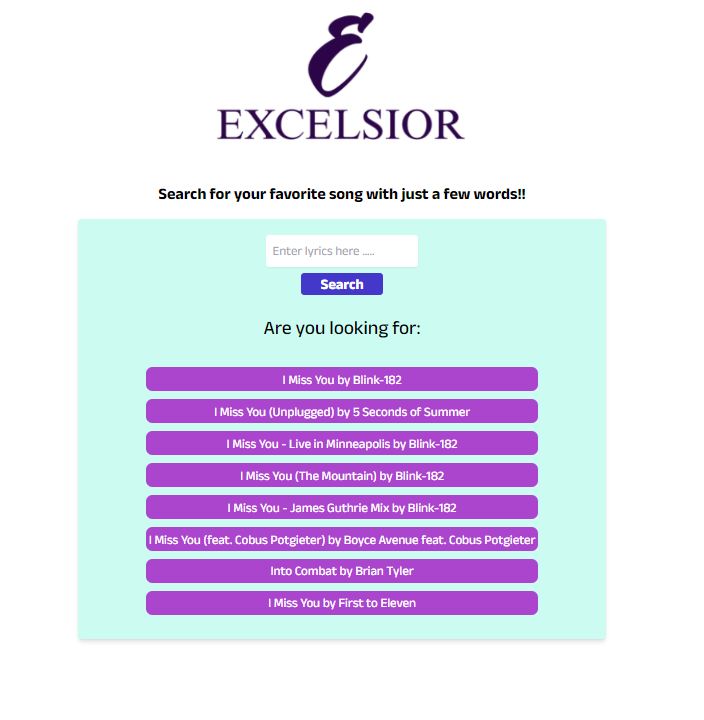 E
EXCELSIOR
Search for your favorite song with just a few words!!
Enter lyrics here .....
Search
Are you looking for:
I Miss You by Blink-182
I Miss You (Unplugged) by 5 Seconds of Summer
I Miss You - Live in Minneapolis by Blink-182
I Miss You (The Mountain) by Blink-182
I Miss You - James Guthrie Mix by Blink-182
I Miss You (feat. Cobus Potgieter) by Boyce Avenue feat. Cobus Potgieter
Into Combat by Brian Tyler
I Miss You by First to Eleven